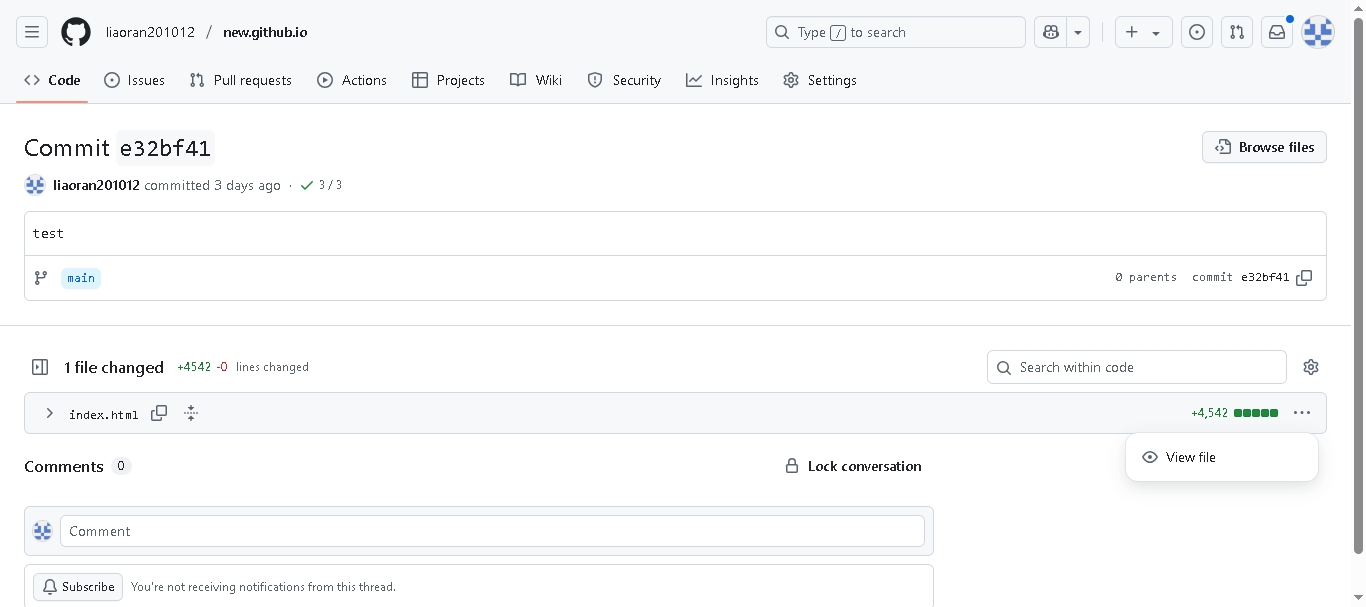 liaoran201012 / new.github.io
Type / to search
Code Issues Pull requests Actions Projects Wiki Security Insights Settings
Commit e32bf41
Browse files
liaoran201012 committed 3 days ago · 3 / 3
test
main
0 parents commit e32bf41
1 file changed +4542 -0 lines changed
Search within code
index.html
+4,542
View file
Comments 0
Lock conversation
Comment
Subscribe You're not receiving notifications from this thread.